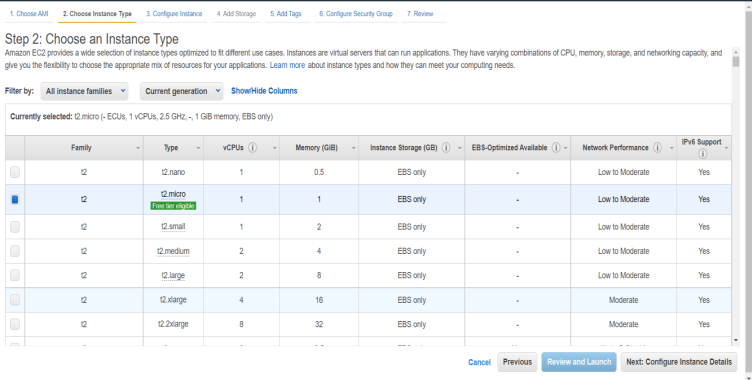 1. Choose AMI 2. Choose Instance Type 3. Configure Instance 4. Add Storage 5. Add Tags 6. Configure Security Group 7. Review
Step 2: Choose an Instance Type
Amazon EC2 provides a wide selection of instance types optimized to fit different use cases. Instances are virtual servers that can run applications. They have varying combinations of CPU, memory, storage, and networking capacity, and
give you the flexibility to choose the appropriate mix of resources for your applications. Learn more about instance types and how they can meet your computing needs.
Filter by: All instance families Current generation Show/Hide Columns
Currently selected: t2.micro (- ECUs, 1 vCPUs, 2.5 GHz, -, 1 GiB memory, EBS only)
Family Type vCPUs Memory (GiB) Instance Storage (GB) EBS-Optimized Available Network Performance IPv6 Support
t2 t2.nano 1 0.5 EBS only - Low to Moderate Yes
t2 t2.micro 1 1 EBS only - Low to Moderate Yes
Free tier eligible
t2 t2.small 1 2 EBS only - Low to Moderate Yes
t2 t2.medium 2 4 EBS only - Low to Moderate Yes
t2 t2.large 2 8 EBS only - Low to Moderate Yes
t2 t2.xlarge 4 16 EBS only - Moderate Yes
t2 t2.2xlarge 8 32 EBS only - Moderate Yes
Cancel Previous Review and Launch Next: Configure Instance Details